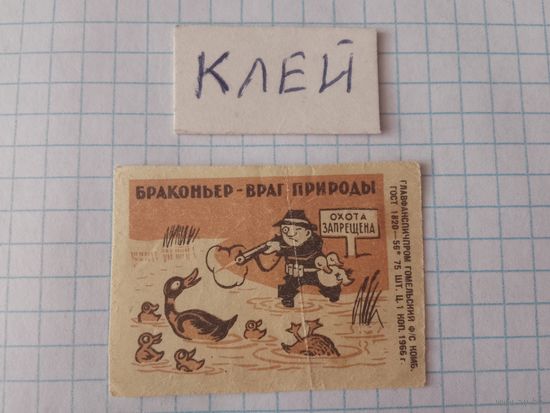 КЛЕЙ
БРАКОНЬЕР - ВРАГ ПРИРОДЫ
ОХОТА
ЗАПРЕЩЕНА
ГЛАВФАНСПИЧПРОМ ГОМЕЛЬСКИЙ Ф/С КОМБ.
ГОСТ 1820—56 * 75 ШТ. Ц. 1 КОП. 1966 г.